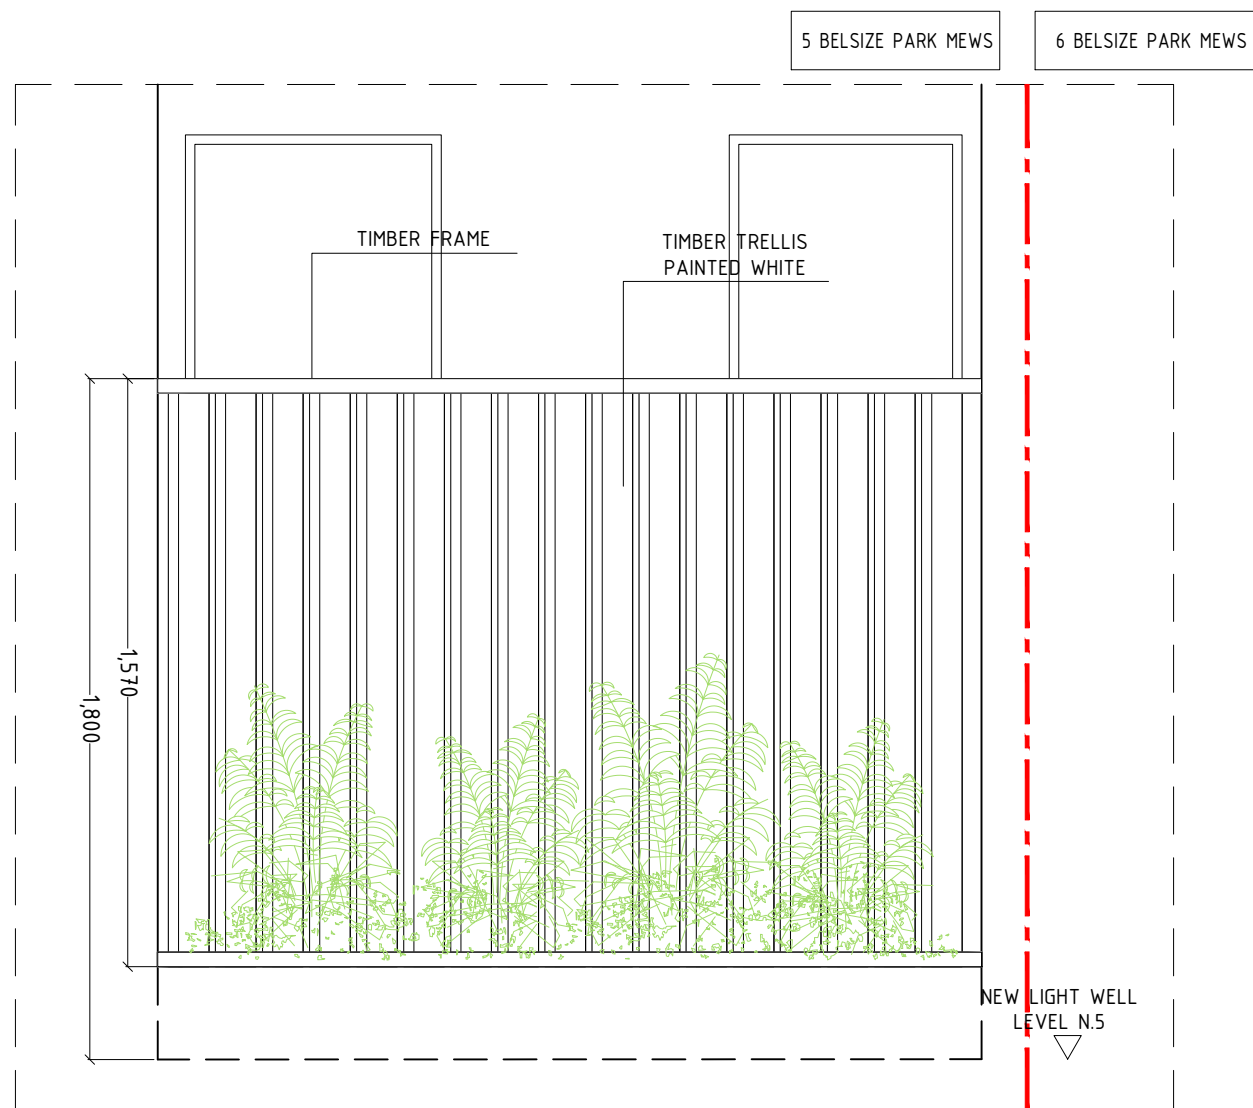 5 BELSIZE PARK MEWS
6 BELSIZE PARK MEWS
TIMBER FRAME
TIMBER TRELLIS
PAINTED WHITE
1,570
1,800
NEW LIGHT WELL
LEVEL N.5